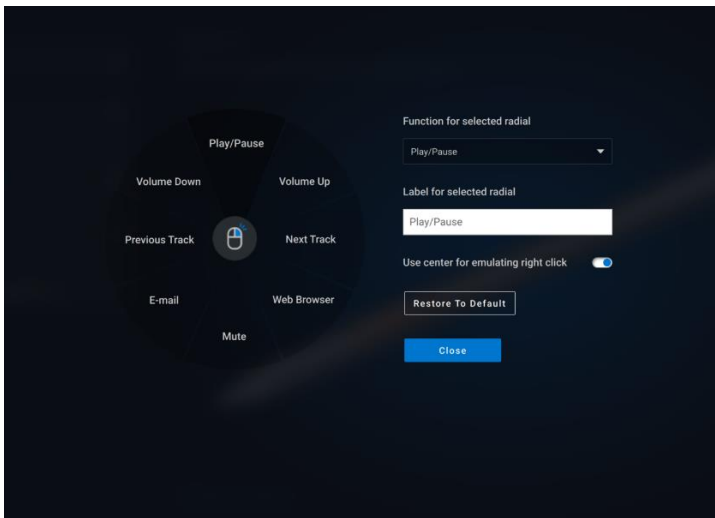 Play/Pause
Volume Down
Volume Up
Previous Track
Next Track
E-mail
Web Browser
Mute
Function for selected radial
Play/Pause
Label for selected radial
Play/Pause
Use center for emulating right click
Restore To Default
Close